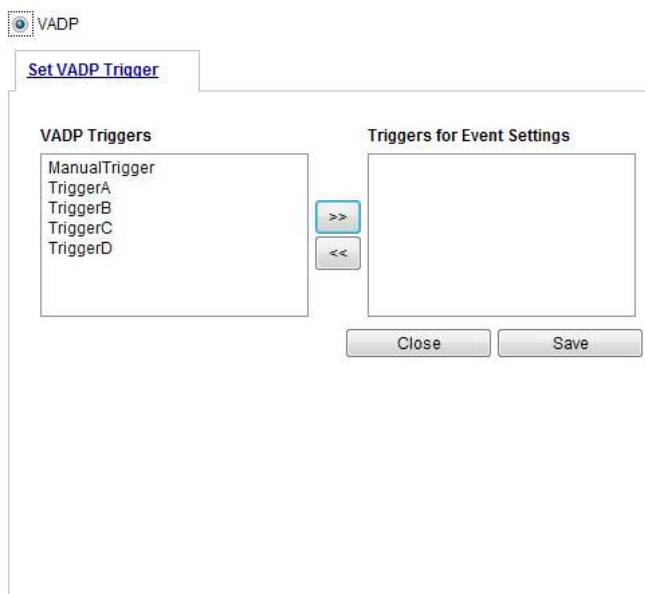 VADP
Set VADP Trigger
VADP Triggers
Triggers for Event Settings
ManualTrigger
TriggerA
TriggerB
TriggerC
TriggerD
>>
<<
Close
Save